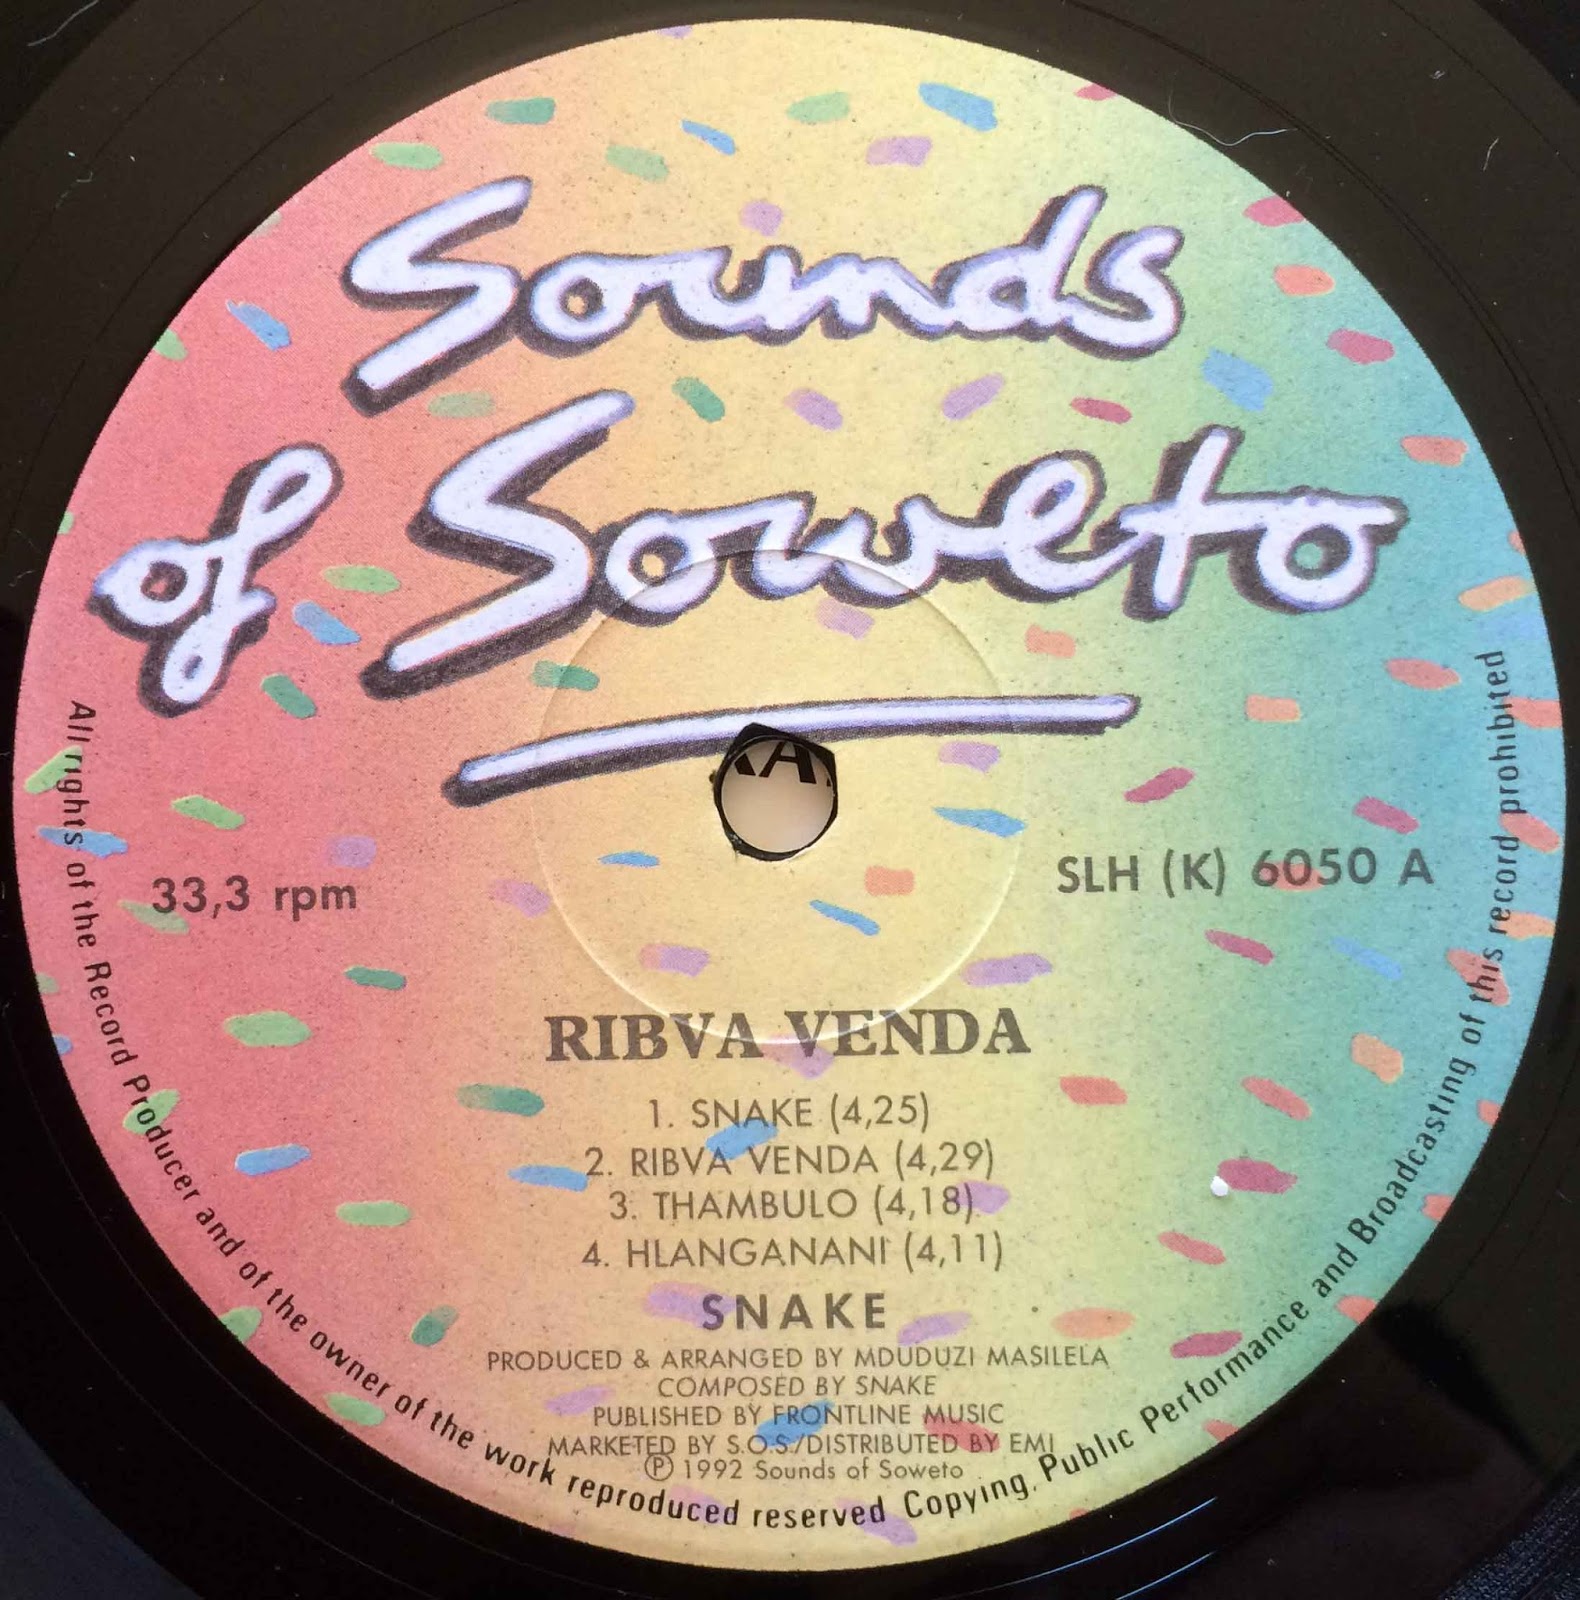 Sounds
of Soweto
33,3 rpm
SLH (K) 6050 A
RIBVA VENDA
1. SNAKE (4,25)
2. RIBVA VENDA (4,29)
3. THAMBULO (4,18)
4. HLANGANANI (4,11)
SNAKE
PRODUCED & ARRANGED BY MDUDUZI MASILELA
COMPOSED BY SNAKE
PUBLISHED BY FRONTLINE MUSIC
MARKETED BY S.O.S./DISTRIBUTED BY EMI
Ⓟ 1992 Sounds of Soweto
All rights of the Record Producer and of the owner of the work reproduced reserved Copying, Public Performance and Broadcasting of this record prohibited